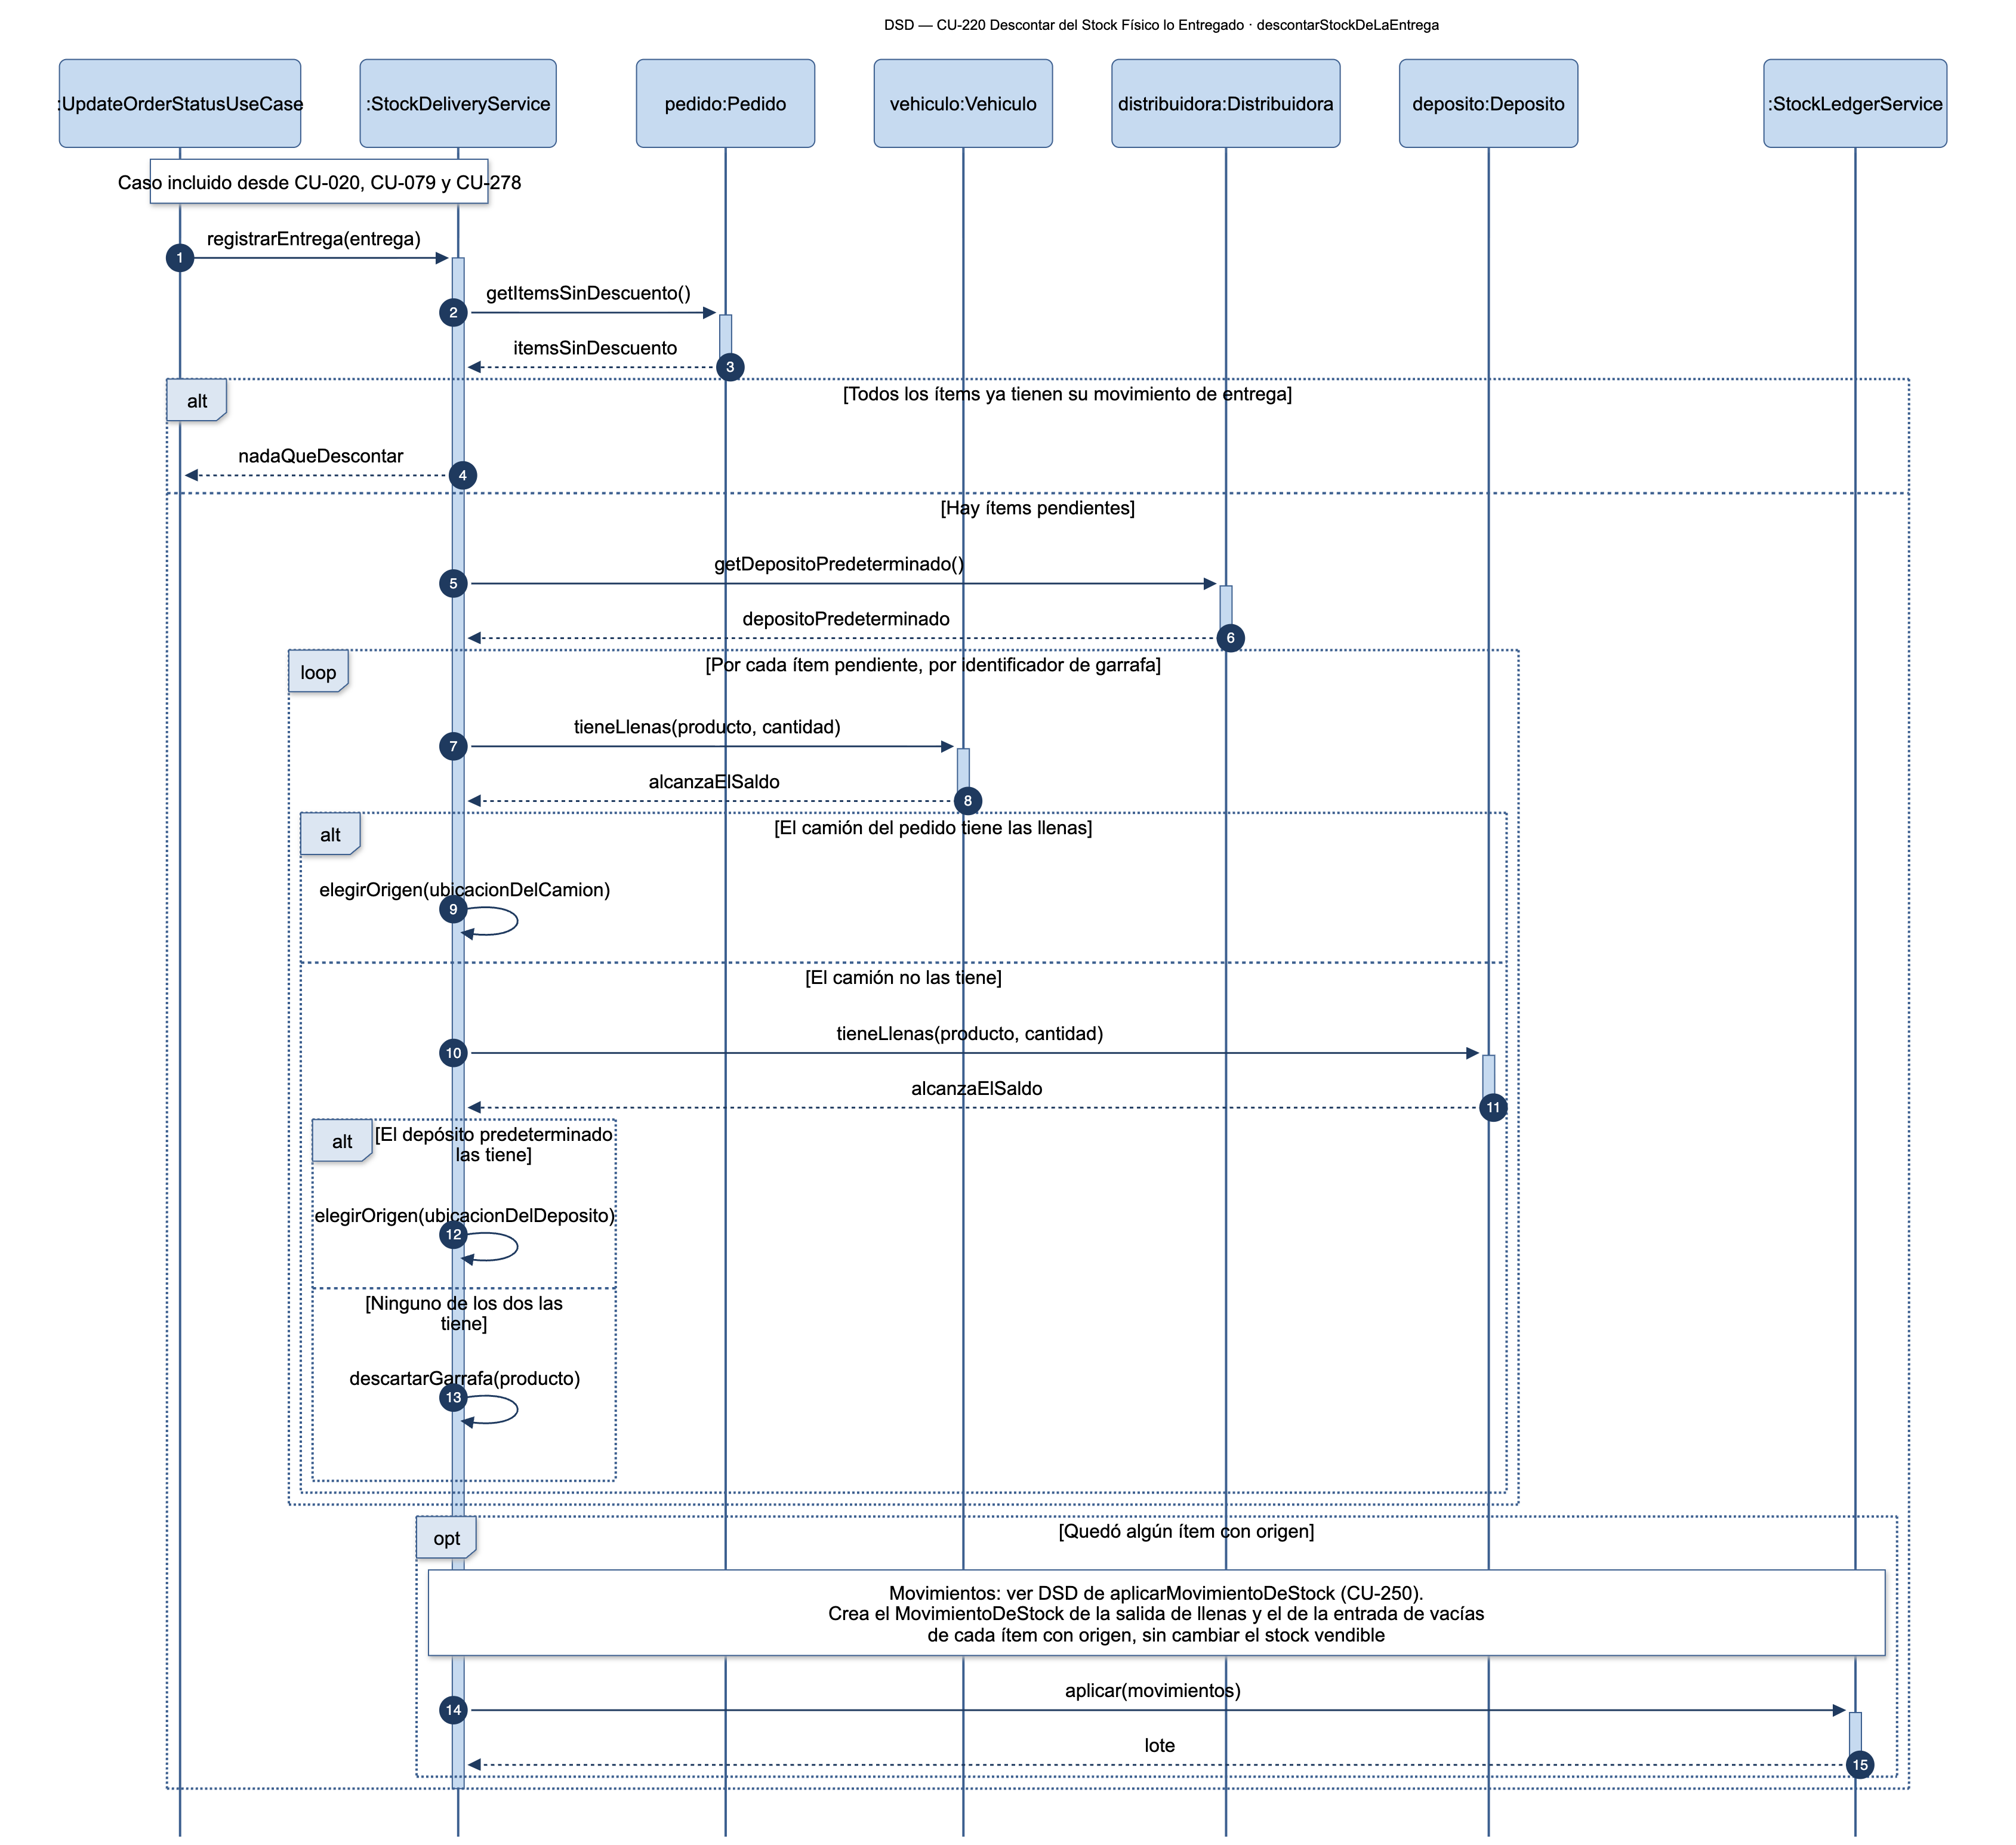 DSD — CU-220 Descontar del Stock Físico lo Entregado · descontarStockDeLaEntrega
:UpdateOrderStatusUseCase
:StockDeliveryService
pedido:Pedido
vehiculo:Vehiculo
distribuidora:Distribuidora
deposito:Deposito
:StockLedgerService
Caso incluido desde CU-020, CU-079 y CU-278
registrarEntrega(entrega)
1
getItemsSinDescuento()
2
itemsSinDescuento
3
alt
[Todos los ítems ya tienen su movimiento de entrega]
nadaQueDescontar
4
[Hay ítems pendientes]
getDepositoPredeterminado()
5
depositoPredeterminado
6
loop
[Por cada ítem pendiente, por identificador de garrafa]
tieneLlenas(producto, cantidad)
7
alcanzaElSaldo
8
alt
[El camión del pedido tiene las llenas]
elegirOrigen(ubicacionDelCamion)
9
[El camión no las tiene]
tieneLlenas(producto, cantidad)
10
alcanzaElSaldo
11
alt
[El depósito predeterminado
las tiene]
elegirOrigen(ubicacionDelDeposito)
12
[Ninguno de los dos las
tiene]
descartarGarrafa(producto)
13
opt
[Quedó algún ítem con origen]
Movimientos: ver DSD de aplicarMovimientoDeStock (CU-250).
Crea el MovimientoDeStock de la salida de llenas y el de la entrada de vacías
de cada ítem con origen, sin cambiar el stock vendible
aplicar(movimientos)
14
lote
15